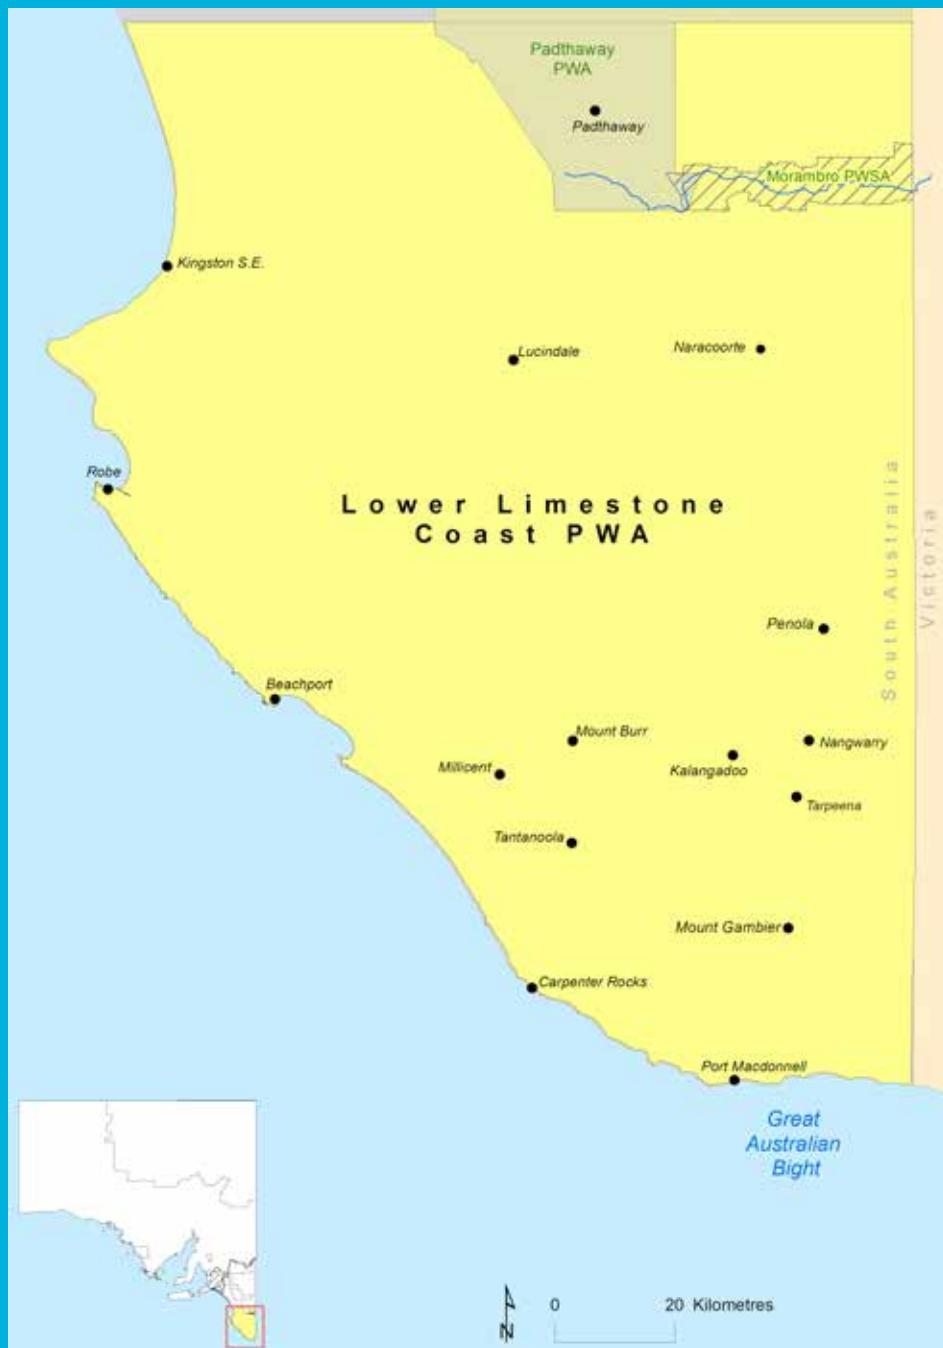 Padthaway
PWA
Padthaway
Morambro PWSA
Kingston S.E.
Lucindale
Naracoorte
Robe
Lower Limestone
Coast PWA
South Australia
Victoria
Penola
Beachport
Mount Burr
Nangwarry
Millicent
Kalangadoo
Tarpeena
Tantanoola
Mount Gambier
Carpenter Rocks
Port Macdonnell
Great
Australian
Bight
N
0 20 Kilometres